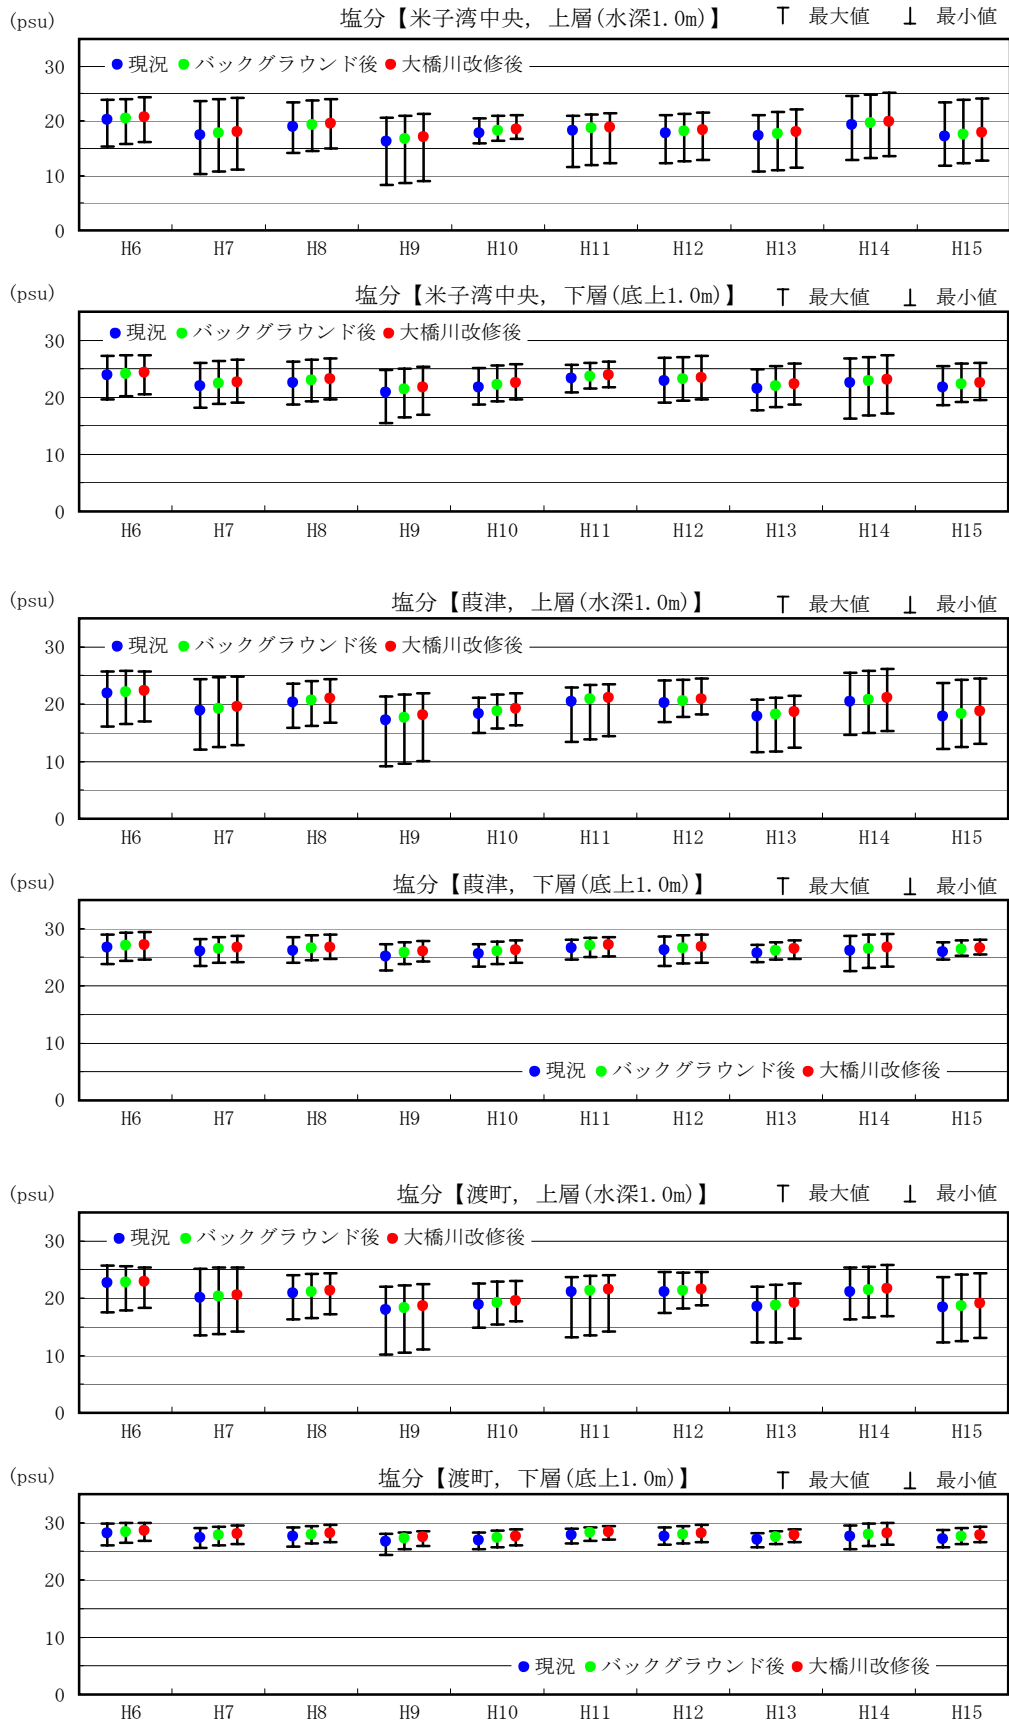 (psu) 塩分【米子湾中央, 上層(水深1.0m)】 最大値 最小値
30 現況 バックグラウンド後 大橋川改修後
20
10
0
H6 H7 H8 H9 H10 H11 H12 H13 H14 H15
(psu) 塩分【米子湾中央, 下層(底上1.0m)】 最大値 最小値
30 現況 バックグラウンド後 大橋川改修後
20
10
0
H6 H7 H8 H9 H10 H11 H12 H13 H14 H15
(psu) 塩分【葭津, 上層(水深1.0m)】 最大値 最小値
30 現況 バックグラウンド後 大橋川改修後
20
10
0
H6 H7 H8 H9 H10 H11 H12 H13 H14 H15
(psu) 塩分【葭津, 下層(底上1.0m)】 最大値 最小値
30
20
10
現況 バックグラウンド後 大橋川改修後
0
H6 H7 H8 H9 H10 H11 H12 H13 H14 H15
(psu) 塩分【渡町, 上層(水深1.0m)】 最大値 最小値
30 現況 バックグラウンド後 大橋川改修後
20
10
0
H6 H7 H8 H9 H10 H11 H12 H13 H14 H15
(psu) 塩分【渡町, 下層(底上1.0m)】 最大値 最小値
30
20
10
現況 バックグラウンド後 大橋川改修後
0
H6 H7 H8 H9 H10 H11 H12 H13 H14 H15